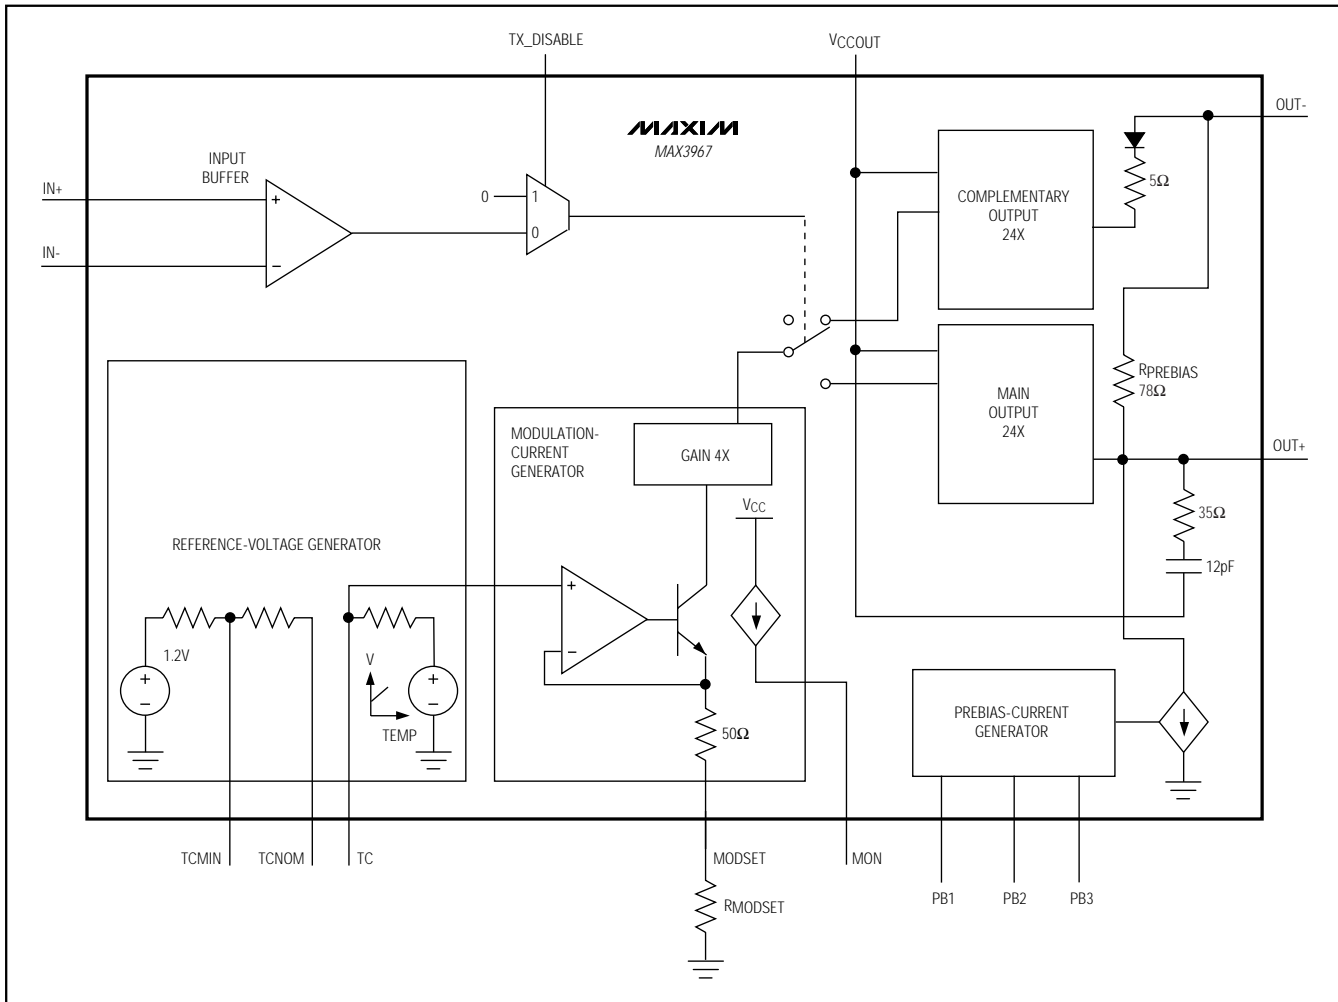 TX_DISABLE
VCCOUT
MAXIM
MAX3967
OUT-
INPUT
BUFFER
IN+
IN-
+
−
0
1
0
COMPLEMENTARY
OUTPUT
24X
5Ω
MAIN
OUTPUT
24X
RPREBIAS
78Ω
OUT+
35Ω
12pF
MODULATION-
CURRENT
GENERATOR
GAIN 4X
VCC
REFERENCE-VOLTAGE GENERATOR
+
−
1.2V
+
−
V
TEMP
+
−
50Ω
PREBIAS-CURRENT
GENERATOR
TCMIN
TCNOM
TC
MODSET
MON
RMODSET
PB1
PB2
PB3